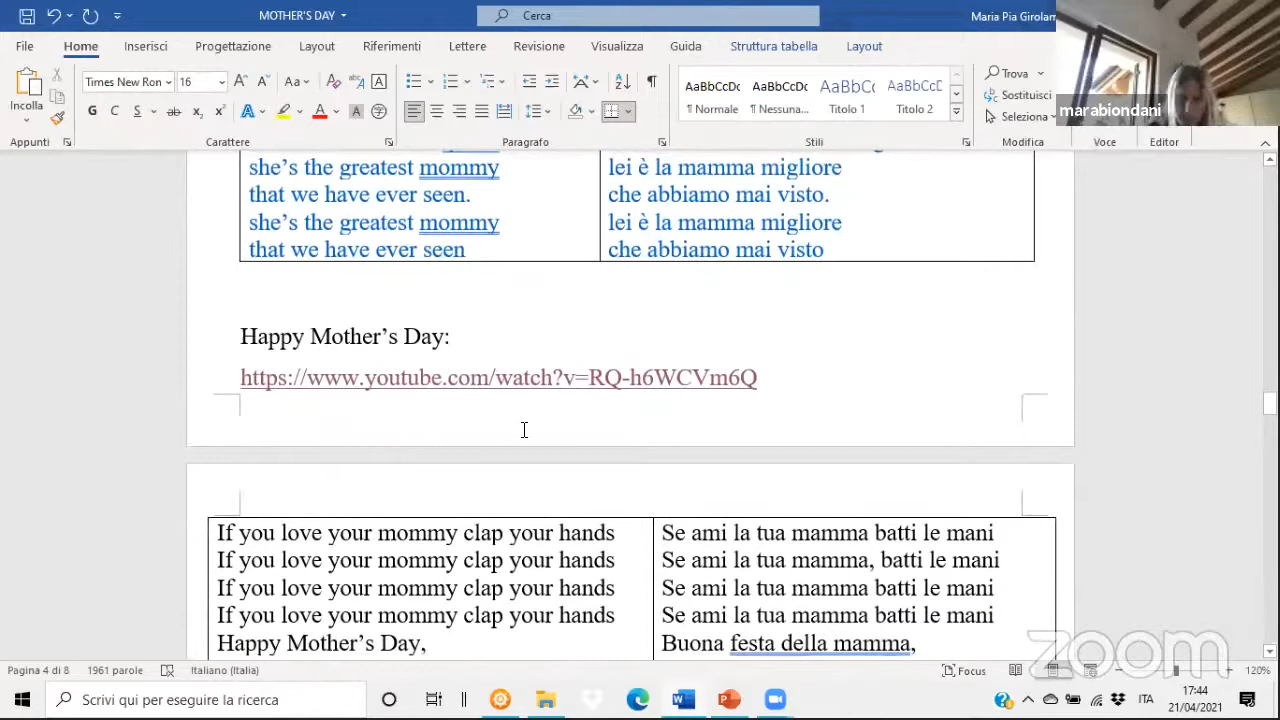 MOTHER'S DAY
Cerca
Maria Pia Girolam
File Home Inserisci Progettazione Layout Riferimenti Lettere Revisione Visualizza Guida Struttura tabella Layout
Incolla
Times New Ron 16
G C S ab x₂ x²
Aa
AaBbCcDc AaBbCcDc AaBbCc AaBbCcC
¶ Normale ¶ Nessuna... Titolo 1 Titolo 2
Trova
Sostituisci
Seleziona
marabiondani
Appunti Carattere Paragrafo Stili Modifica Voce Editor
she's the greatest mommy
that we have ever seen.
she's the greatest mommy
that we have ever seen
lei è la mamma migliore
che abbiamo mai visto.
lei è la mamma migliore
che abbiamo mai visto
Happy Mother's Day:
https://www.youtube.com/watch?v=RQ-h6WCVm6Q
If you love your mommy clap your hands
If you love your mommy clap your hands
If you love your mommy clap your hands
If you love your mommy clap your hands
Happy Mother's Day,
Se ami la tua mamma batti le mani
Se ami la tua mamma, batti le mani
Se ami la tua mamma batti le mani
Se ami la tua mamma batti le mani
Buona festa della mamma,
zoom
Pagina 4 di 8 1961 parole Italiano (Italia) Focus 120%
Scrivi qui per eseguire la ricerca
ITA
17:44
21/04/2021